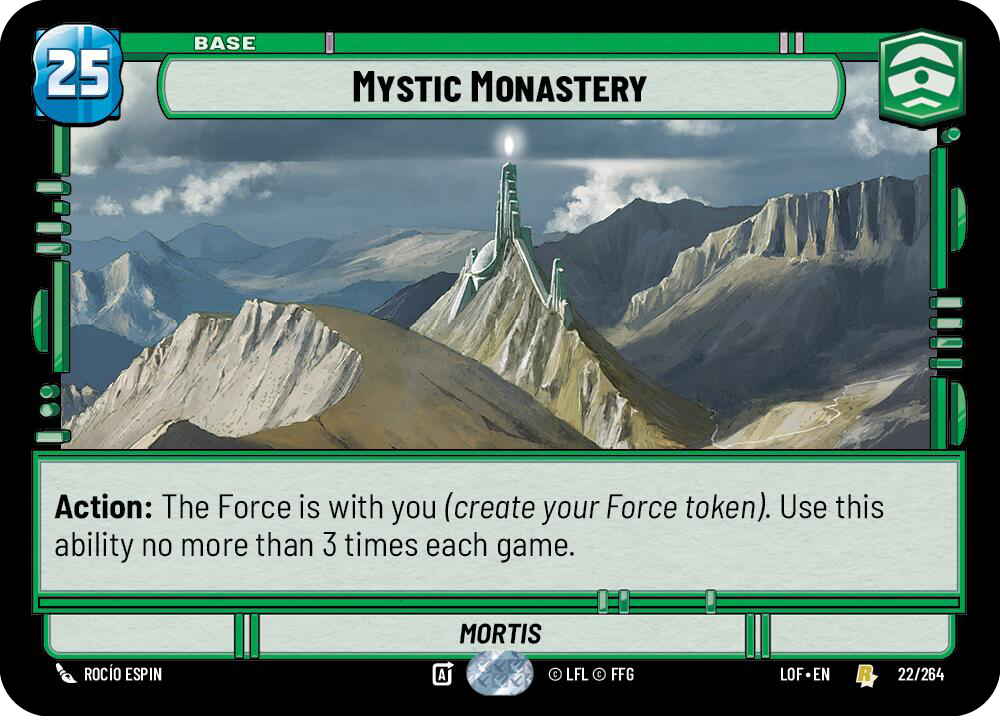 25
BASE
MYSTIC MONASTERY
Action: The Force is with you (create your Force token). Use this
ability no more than 3 times each game.
MORTIS
ROCÍO ESPIN
A
© LFL © FFG
LOF • EN
R
22/264